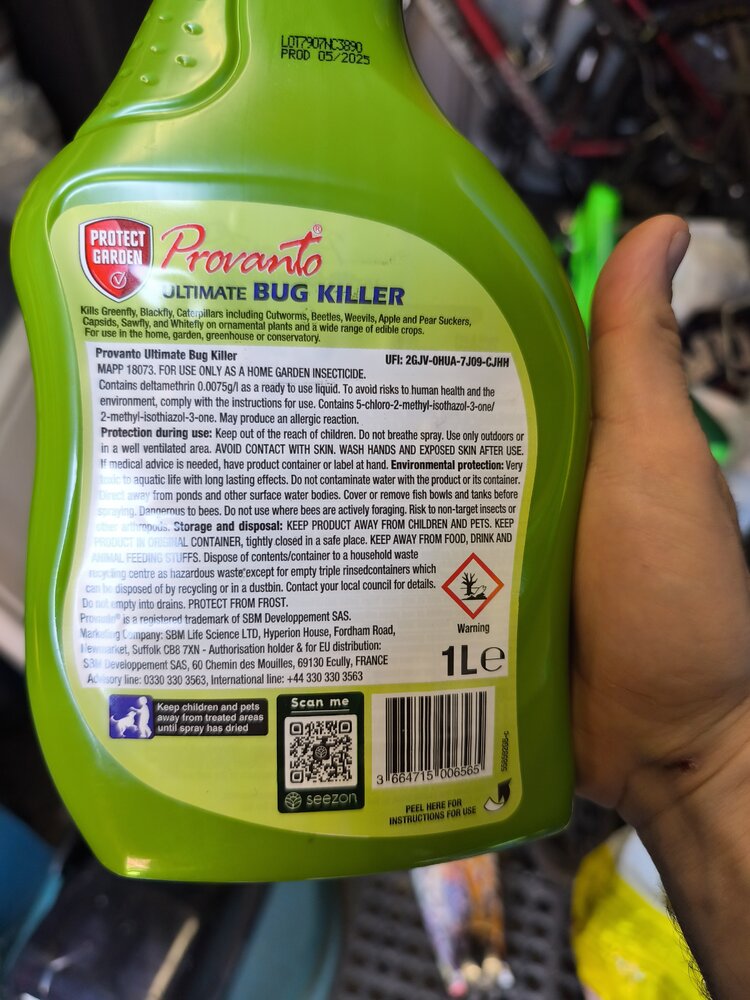 LOT7907NC3890
PROD 05/2025
PROTECT
GARDEN
Provanto®
ULTIMATE BUG KILLER
Kills Greenfly, Blackfly, Caterpillars including Cutworms, Beetles, Weevils, Apple and Pear Suckers,
Capsids, Sawfly, and Whitefly on ornamental plants and a wide range of edible crops.
For use in the home, garden, greenhouse or conservatory.
Provanto Ultimate Bug Killer UFI: 2GJV-0HUA-7J09-CJHH
MAPP 18073. FOR USE ONLY AS A HOME GARDEN INSECTICIDE.
Contains deltamethrin 0.0075g/l as a ready to use liquid. To avoid risks to human health and the
environment, comply with the instructions for use. Contains 5-chloro-2-methyl-isothazol-3-one/
2-methyl-isothiazol-3-one. May produce an allergic reaction.
Protection during use: Keep out of the reach of children. Do not breathe spray. Use only outdoors or
in a well ventilated area. AVOID CONTACT WITH SKIN. WASH HANDS AND EXPOSED SKIN AFTER USE.
If medical advice is needed, have product container or label at hand. Environmental protection: Very
toxic to aquatic life with long lasting effects. Do not contaminate water with the product or its container.
Direct away from ponds and other surface water bodies. Cover or remove fish bowls and tanks before
spraying. Dangerous to bees. Do not use where bees are actively foraging. Risk to non-target insects or
other arthropods. Storage and disposal: KEEP PRODUCT AWAY FROM CHILDREN AND PETS. KEEP
PRODUCT IN ORIGINAL CONTAINER, tightly closed in a safe place. KEEP AWAY FROM FOOD, DRINK AND
ANIMAL FEEDING STUFFS. Dispose of contents/container to a household waste
recycling centre as hazardous waste except for empty triple rinsedcontainers which
can be disposed of by recycling or in a dustbin. Contact your local council for details.
Do not empty into drains. PROTECT FROM FROST.
Provanto® is a registered trademark of SBM Developpement SAS.
Marketing Company: SBM Life Science LTD, Hyperion House, Fordham Road,
Newmarket, Suffolk CB8 7XN - Authorisation holder & for EU distribution:
SBM Developpement SAS, 60 Chemin des Mouilles, 69130 Ecully, FRANCE
Advisory line: 0330 330 3563, International line: +44 330 330 3563
Warning
1L℮
Keep children and pets
away from treated areas
until spray has dried
Scan me
seezon
3 664715 006565
PEEL HERE FOR
INSTRUCTIONS FOR USE